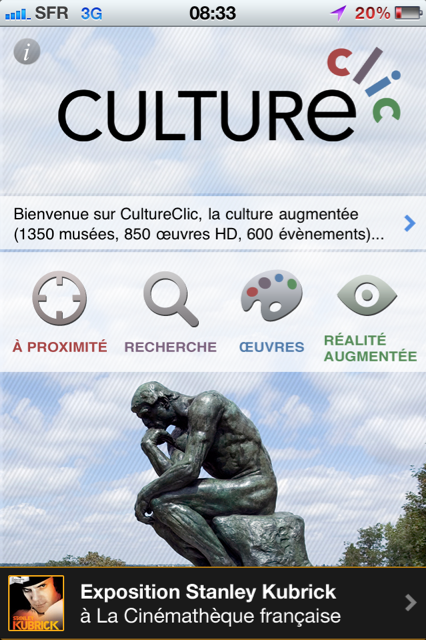 SFR 3G 08:33 20%
i
CULTURe clic
Bienvenue sur CultureClic, la culture augmentée
(1350 musées, 850 œuvres HD, 600 évènements)...
À PROXIMITÉ RECHERCHE ŒUVRES RÉALITÉ
AUGMENTÉE
Exposition Stanley Kubrick
à La Cinémathèque française
STANLEY
KUBRICK